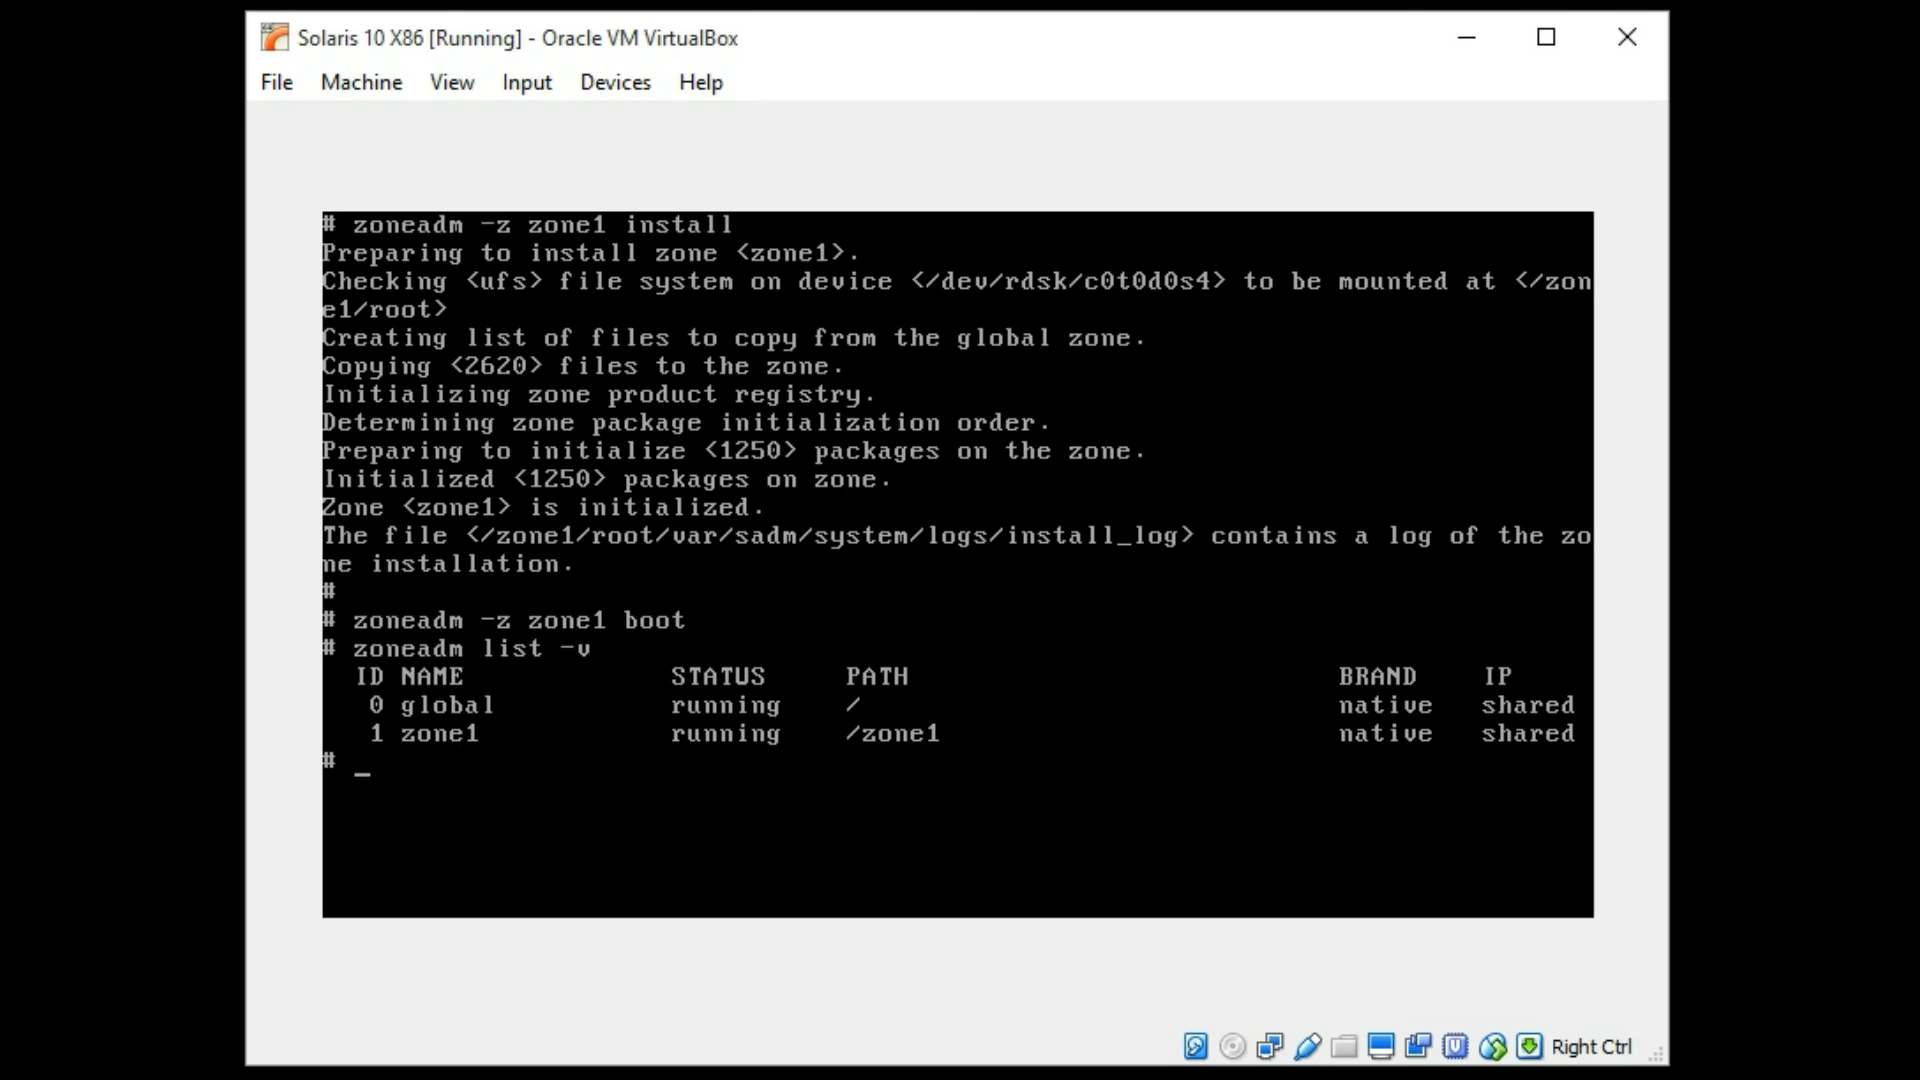 Solaris 10 X86 [Running] - Oracle VM VirtualBox
File Machine View Input Devices Help
# zoneadm -z zone1 install
Preparing to install zone <zone1>.
Checking <ufs> file system on device </dev/rdsk/c0t0d0s4> to be mounted at </zon
e1/root>
Creating list of files to copy from the global zone.
Copying <2620> files to the zone.
Initializing zone product registry.
Determining zone package initialization order.
Preparing to initialize <1250> packages on the zone.
Initialized <1250> packages on zone.
Zone <zone1> is initialized.
The file </zone1/root/var/sadm/system/logs/install_log> contains a log of the zo
ne installation.
#
# zoneadm -z zone1 boot
# zoneadm list -v
ID NAME STATUS PATH BRAND IP
0 global running / native shared
1 zone1 running /zone1 native shared
# _
Right Ctrl